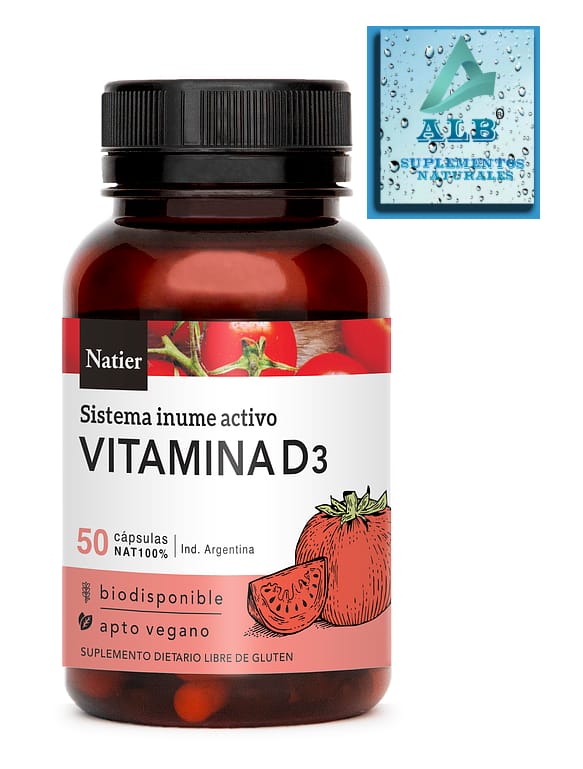 ALB®
SUPLEMENTOS
NATURALES
Natier
Sistema inume activo
VITAMINA D3
50 cápsulas
NAT100%
Ind. Argentina
biodisponible
apto vegano
SUPLEMENTO DIETARIO LIBRE DE GLUTEN